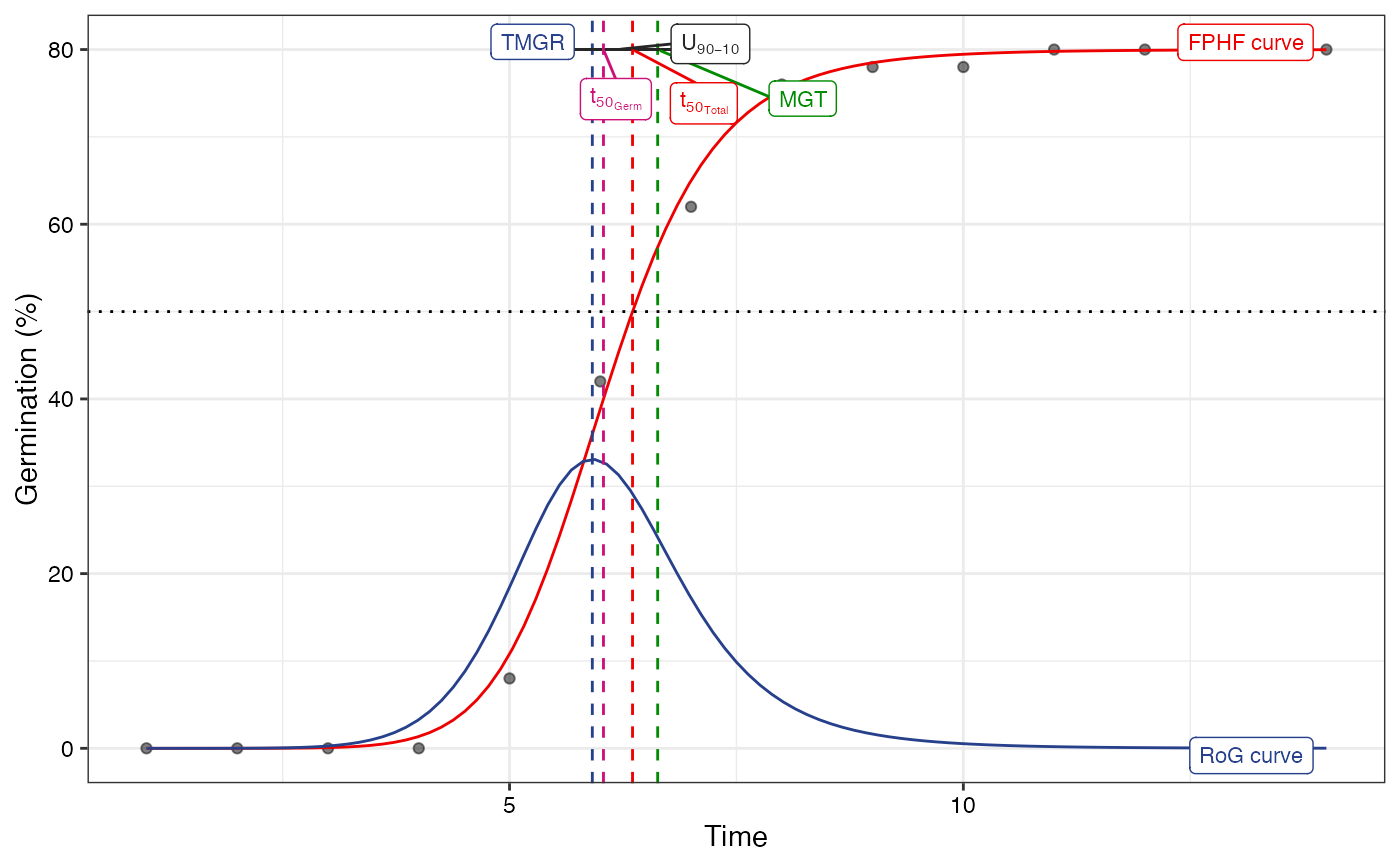 TMGR
U90−10
FPHF curve
t50Germ
t50Total
MGT
80
60
40
20
0
Germination (%)
RoG curve
5
10
Time